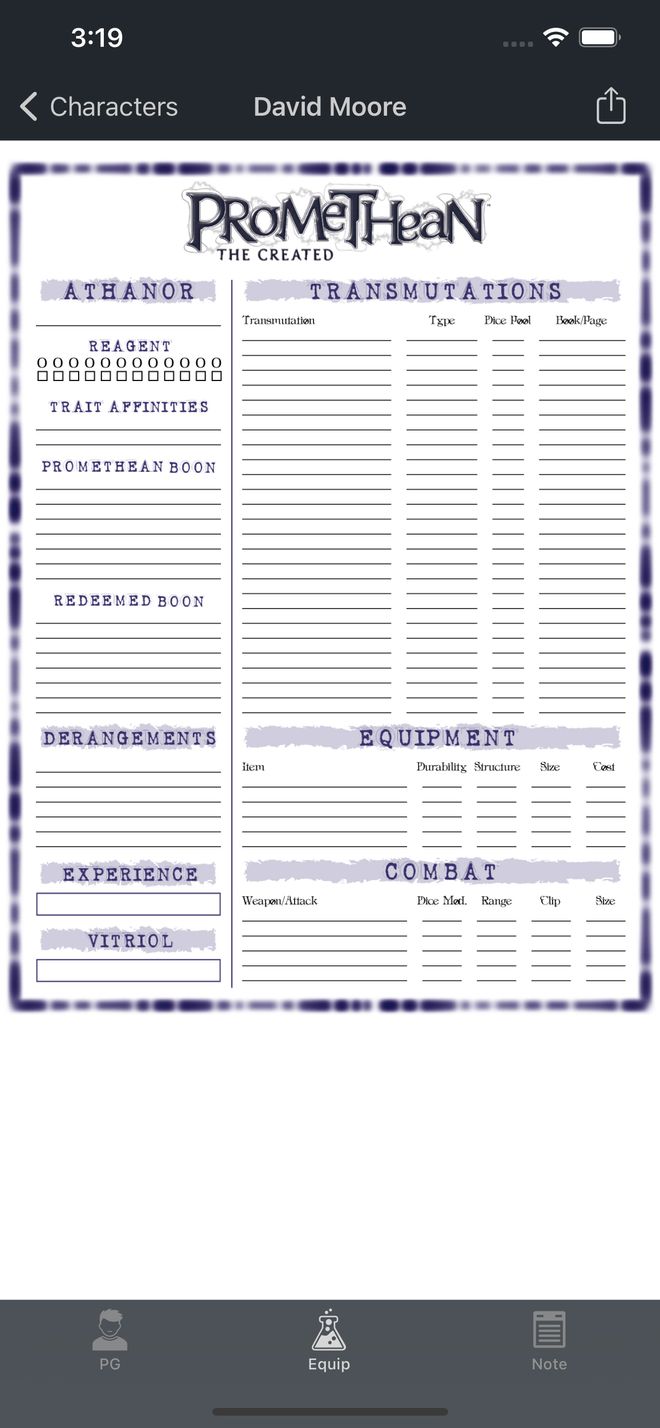 3:19
Characters
David Moore
PROMETHEAN
THE CREATED
ATHANOR
REAGENT
TRAIT AFFINITIES
PROMETHEAN BOON
REDEEMED BOON
DERANGEMENTS
EXPERIENCE
VITRIOL
TRANSMUTATIONS
Transmutation Type Dice Pool Book/Page
EQUIPMENT
Item Durability Structure Size Cost
COMBAT
Weapon/Attack Dice Mod. Range Clip Size
PG Equip Note